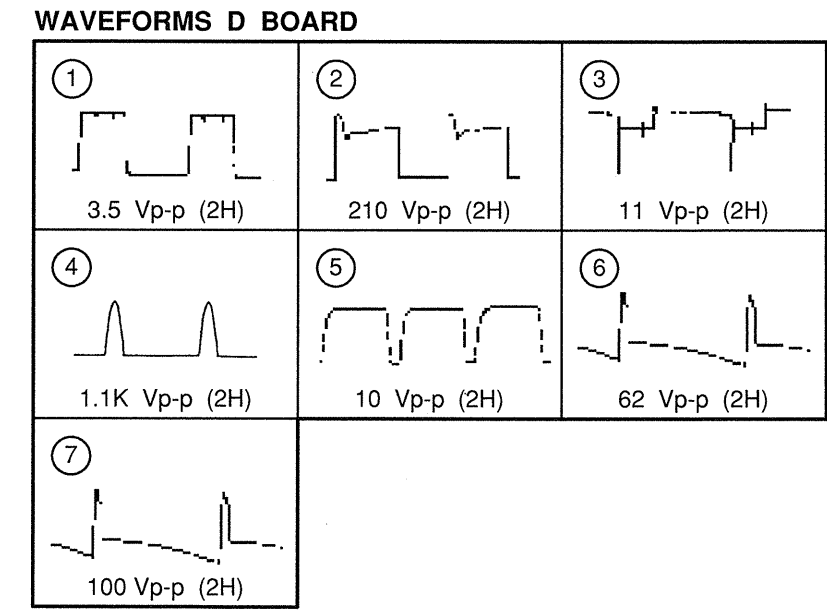 WAVEFORMS D BOARD
1
2
3
3.5 Vp-p (2H)
210 Vp-p (2H)
11 Vp-p (2H)
4
5
6
1.1K Vp-p (2H)
10 Vp-p (2H)
62 Vp-p (2H)
7
100 Vp-p (2H)